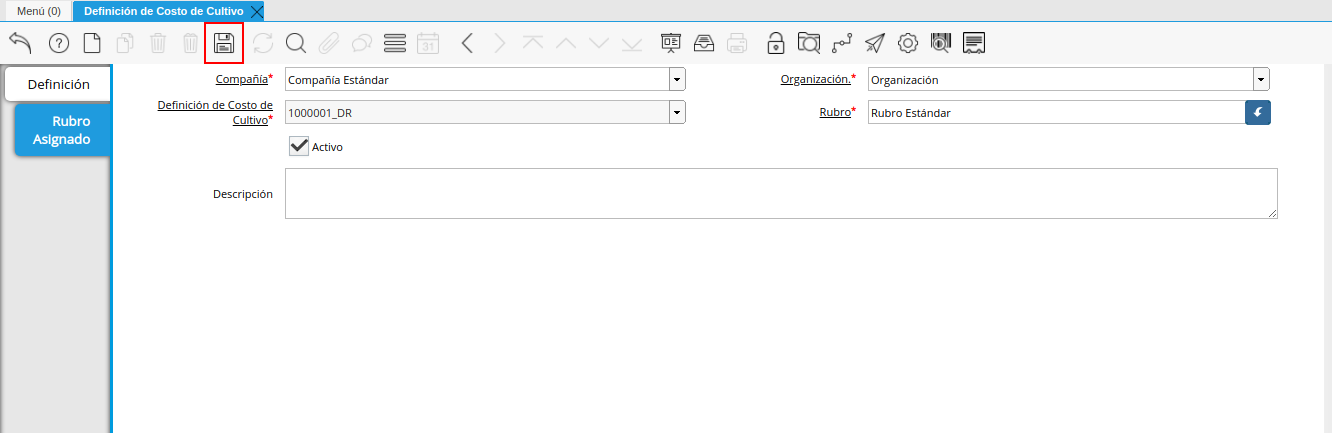 Menú (0) Definición de Costo de Cultivo
31
Definición
Rubro
Asignado
Compañía* Compañía Estándar Organización.* Organización
Definición de Costo de
Cultivo* 1000001_DR Rubro* Rubro Estándar
Activo
Descripción